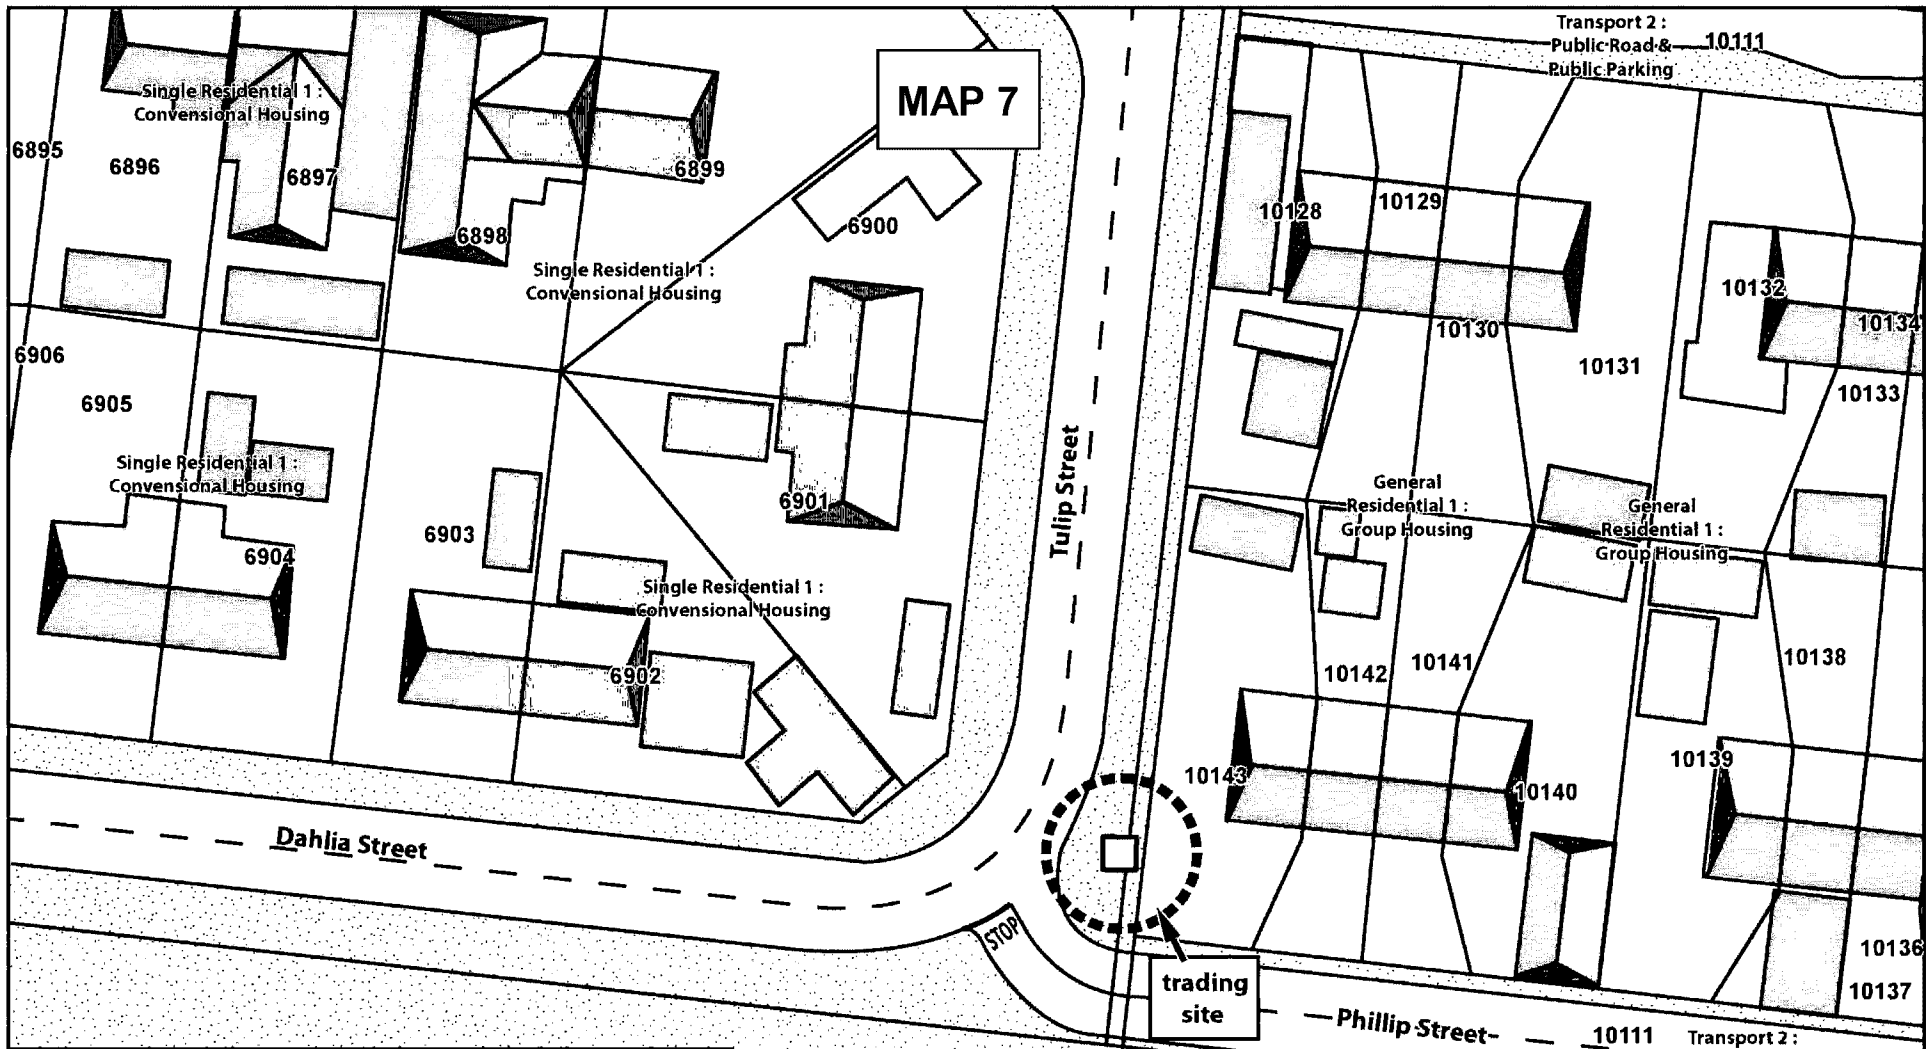 Transport 2 :
Public Road &
Public Parking
10111
MAP 7
Single Residential 1 :
Convensional Housing
6895
6896
6897
6898
6899
6900
10128
10129
10130
10131
10132
10134
10133
Single Residential 1 :
Convensional Housing
6906
6905
Single Residential 1 :
Convensional Housing
6904
6903
6901
Tulip Street
General
Residential 1 :
Group Housing
General
Residential 1 :
Group Housing
Single Residential 1 :
Convensional Housing
6902
10142
10141
10138
10143
10140
10139
Dahlia Street
STOP
trading
site
10136
10137
Phillip Street
10111
Transport 2 :